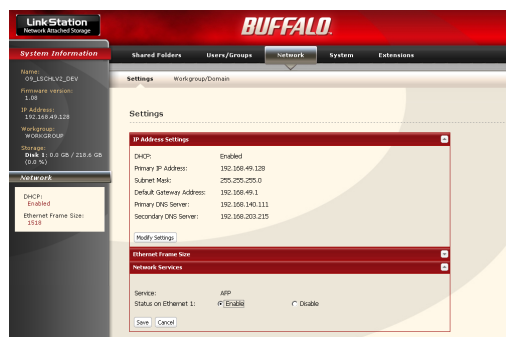 LinkStation
Network Attached Storage
BUFFALO
System Information
Name:
09_LSCHLV2_DEV
Firmware version:
1.08
IP Address:
192.168.49.128
Workgroup:
WORKGROUP
Storage:
Disk 1: 0.0 GB / 218.6 GB
(0.0 %)
Network
DHCP:
Enabled
Ethernet Frame Size:
1518
Shared Folders Users/Groups Network System Extensions
Settings Workgroup/Domain
Settings
IP Address Settings
DHCP: Enabled
Primary IP Address: 192.168.49.128
Subnet Mask: 255.255.255.0
Default Gateway Address: 192.168.49.1
Primary DNS Server: 192.168.140.111
Secondary DNS Server: 192.168.203.215
Modify Settings
Ethernet Frame Size
Network Services
Service: AFP
Status on Ethernet 1: Enable Disable
Save Cancel